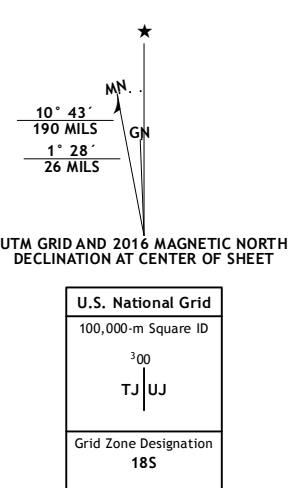 ★
MN
10° 43´
190 MILS
GN
1° 28´
26 MILS
UTM GRID AND 2016 MAGNETIC NORTH
DECLINATION AT CENTER OF SHEET
U.S. National Grid
100,000-m Square ID
³00
TJ UJ
Grid Zone Designation
18S